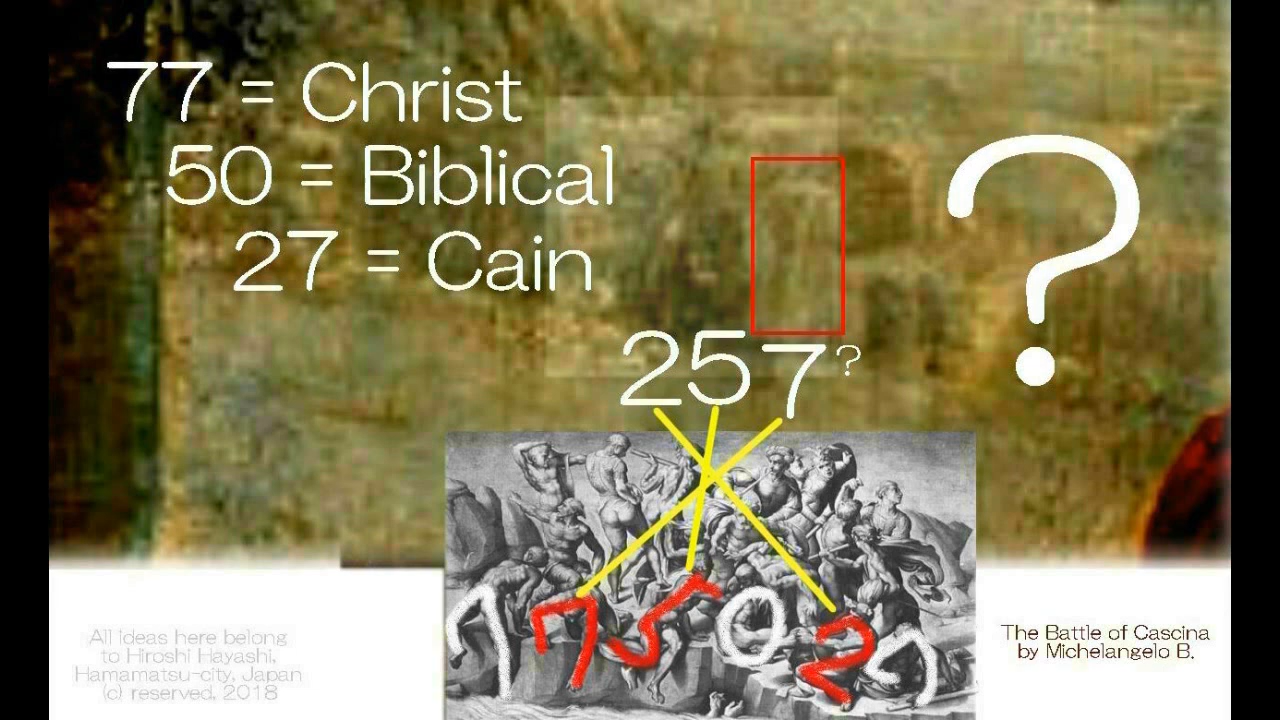 77 = Christ
50 = Biblical
27 = Cain
?
257?
775027
All ideas here belong
to Hiroshi Hayashi,
Hamamatsu-city, Japan
(c) reserved, 2018
The Battle of Cascina
by Michelangelo B.